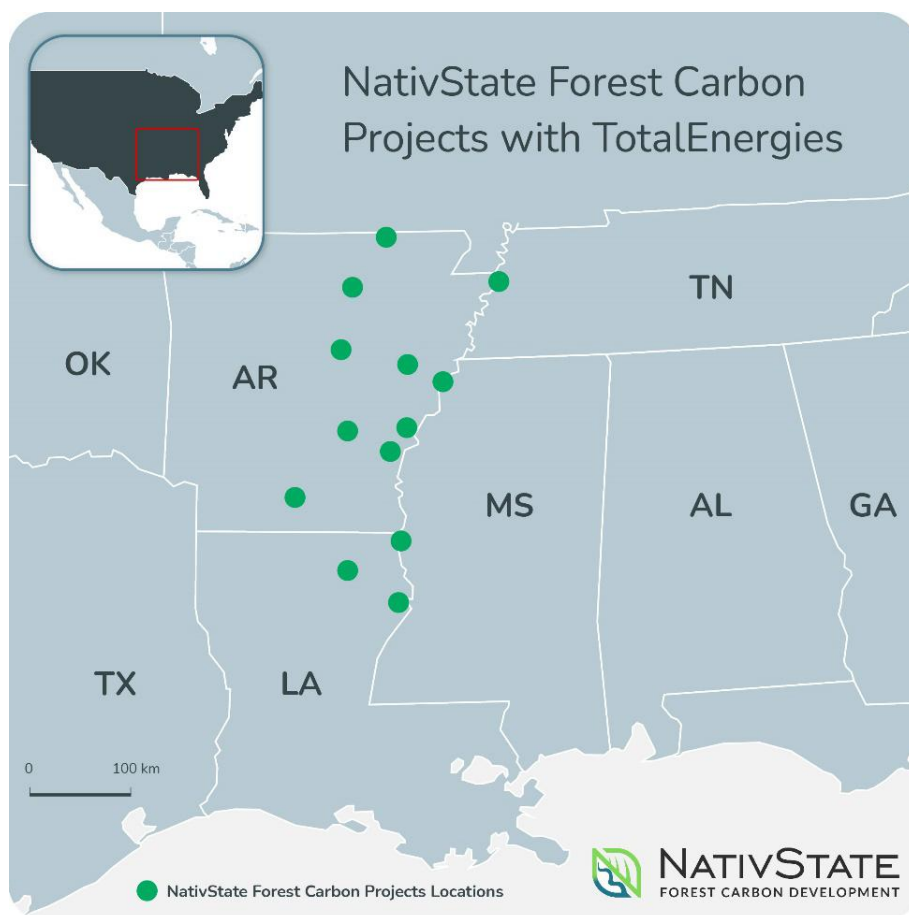 NativState Forest Carbon
Projects with TotalEnergies
TN
OK
AR
MS
AL
GA
TX
LA
0 100 km
NativState Forest Carbon Projects Locations
NATIVSTATE
FOREST CARBON DEVELOPMENT